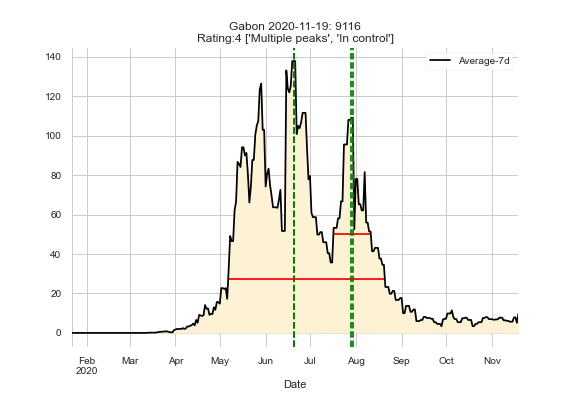 Gabon 2020-11-19: 9116
Rating:4 ['Multiple peaks', 'In control']
Average-7d
140
120
100
80
60
40
20
0
Feb Mar Apr May Jun Jul Aug Sep Oct Nov
2020
Date